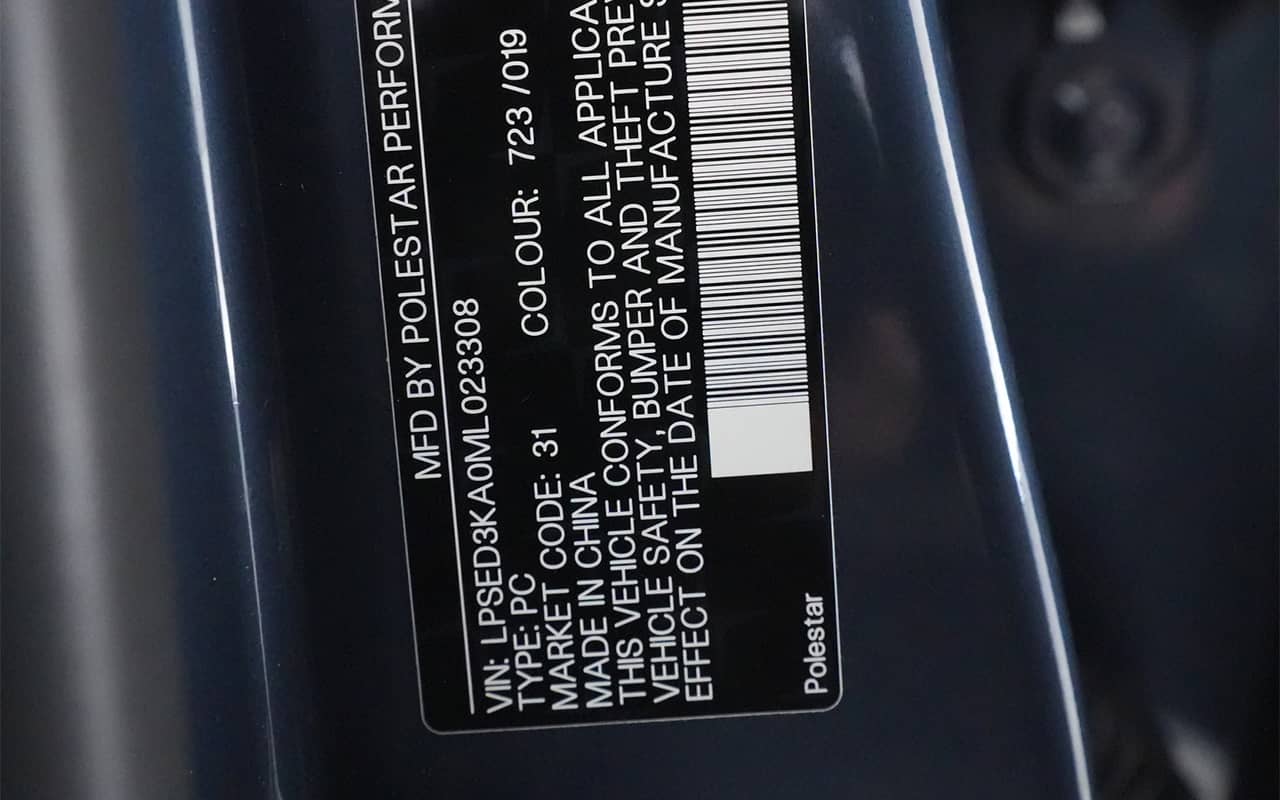 MFD BY POLESTAR PERFORM
VIN: LPSED3KA0ML023308
TYPE: PC
MARKET CODE: 31 COLOUR: 723 /019
MADE IN CHINA
THIS VEHICLE CONFORMS TO ALL APPLICA
VEHICLE SAFETY, BUMPER AND THEFT PREV
EFFECT ON THE DATE OF MANUFACTURE S
Polestar